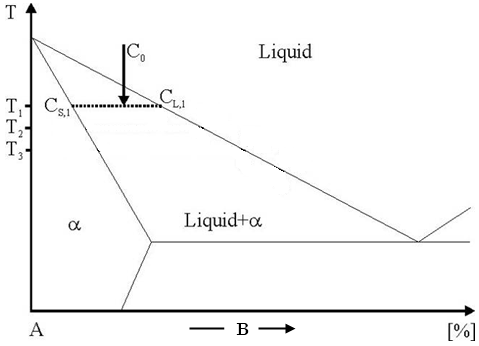 T
C0
Liquid
T1
CS,1
CL,1
T2
T3
α
Liquid+α
A
B
[%]